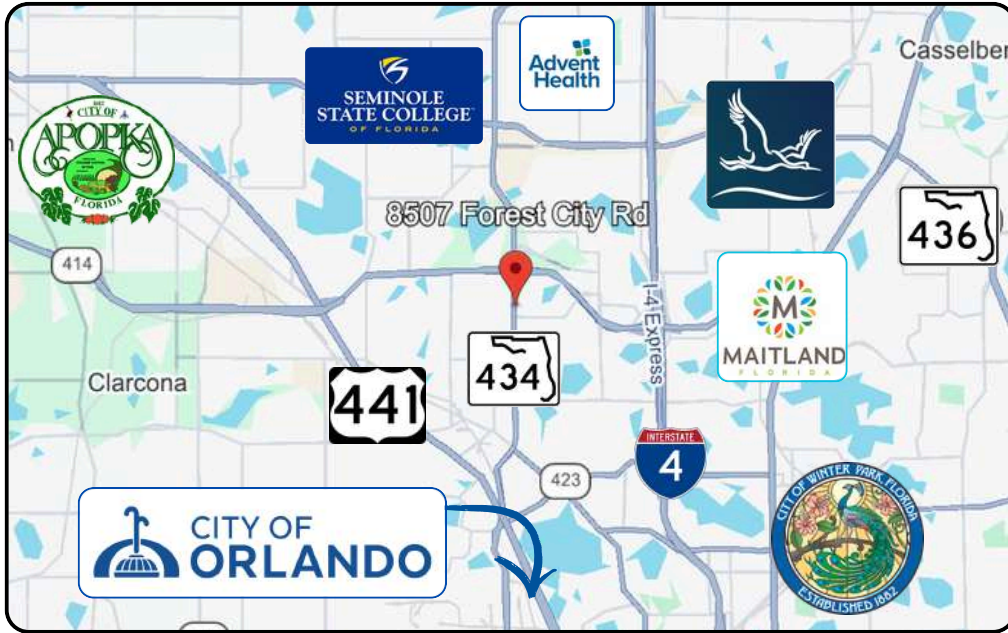 Casselber
Advent
Health
SEMINOLE
STATE COLLEGE
OF FLORIDA
CITY OF
APOPKA
FLORIDA
8507 Forest City Rd
436
414
I-4 Express
M
MAITLAND
FLORIDA
434
Clarcona
441
INTERSTATE
4
423
CITY OF WINTER PARK, FLORIDA
ESTABLISHED 1882
CITY OF
ORLANDO